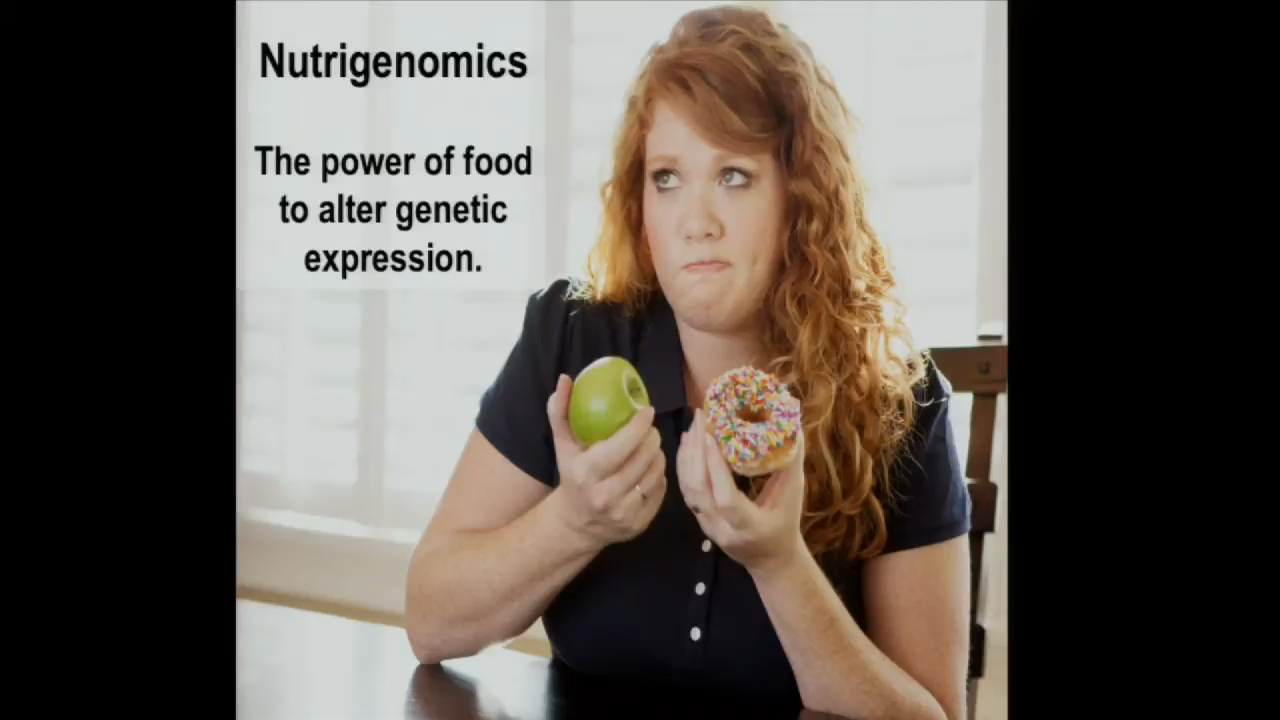 Nutrigenomics
The power of food
to alter genetic
expression.